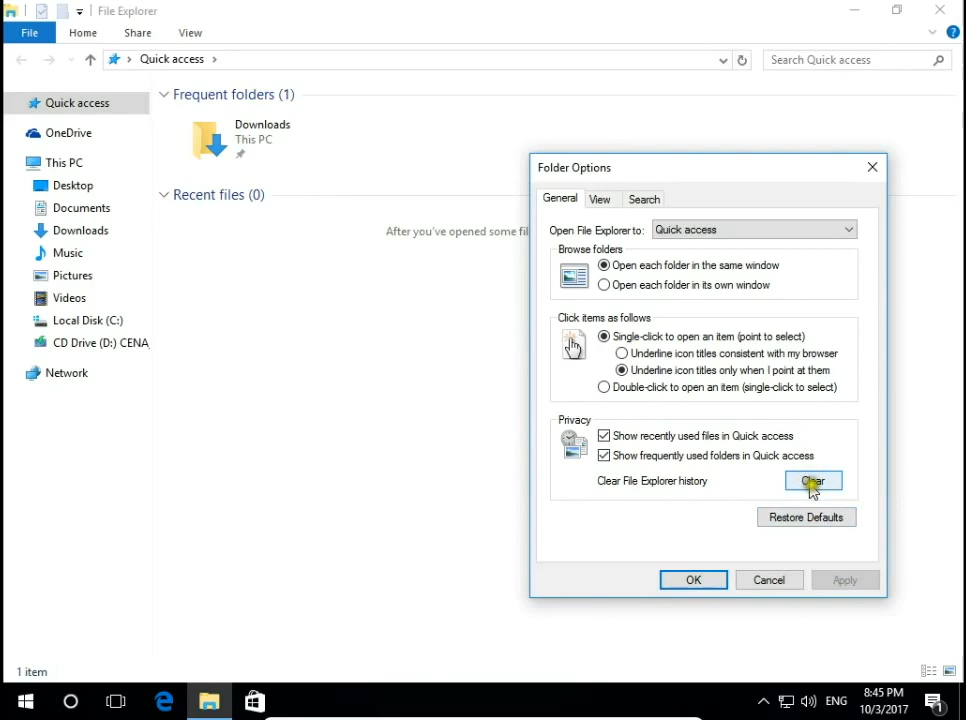 File Explorer
File Home Share View
Quick access
Search Quick access
Quick access
OneDrive
This PC
Desktop
Documents
Downloads
Music
Pictures
Videos
Local Disk (C:)
CD Drive (D:) CENA
Network
Frequent folders (1)
Downloads
This PC
Recent files (0)
After you've opened some fil
Folder Options
General View Search
Open File Explorer to: Quick access
Browse folders
Open each folder in the same window
Open each folder in its own window
Click items as follows
Single-click to open an item (point to select)
Underline icon titles consistent with my browser
Underline icon titles only when I point at them
Double-click to open an item (single-click to select)
Privacy
Show recently used files in Quick access
Show frequently used folders in Quick access
Clear File Explorer history Clear
Restore Defaults
OK Cancel Apply
1 item
ENG
8:45 PM
10/3/2017
1